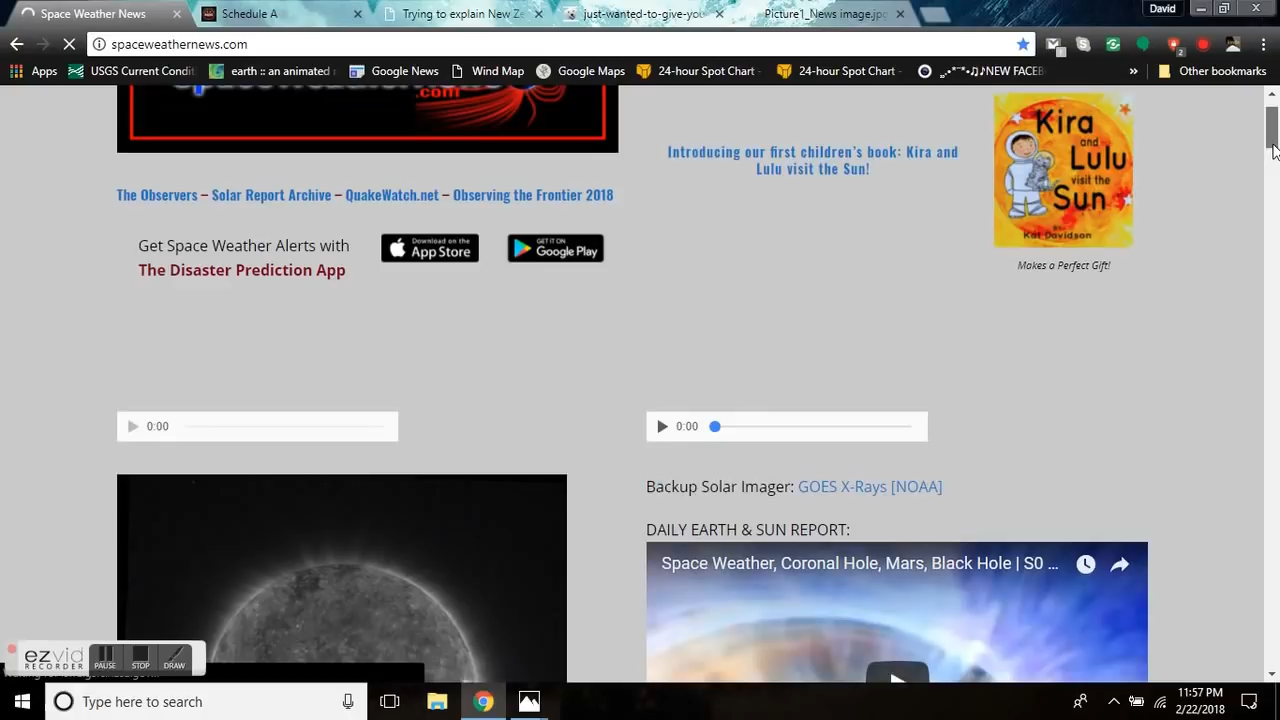 Space Weather News
Schedule A
Trying to explain New Ze
just-wanted-to-give-you
Picture1_News image.jpg
David
spaceweathernews.com
Apps
USGS Current Condit
earth :: an animated
Google News
Wind Map
Google Maps
24-hour Spot Chart -
24-hour Spot Chart -
NEW FACEB
»
Other bookmarks
.com
Introducing our first children's book: Kira and
Lulu visit the Sun!
Kira
and
Lulu
visit the
Sun
BY
Kat Davidson
Makes a Perfect Gift!
The Observers – Solar Report Archive – QuakeWatch.net – Observing the Frontier 2018
Get Space Weather Alerts with
The Disaster Prediction App
Download on the
App Store
GET IT ON
Google Play
0:00
0:00
Backup Solar Imager: GOES X-Rays [NOAA]
DAILY EARTH & SUN REPORT:
Space Weather, Coronal Hole, Mars, Black Hole | S0 ...
ezvid
RECORDER
PAUSE
STOP
DRAW
Type here to search
11:57 PM
2/22/2018